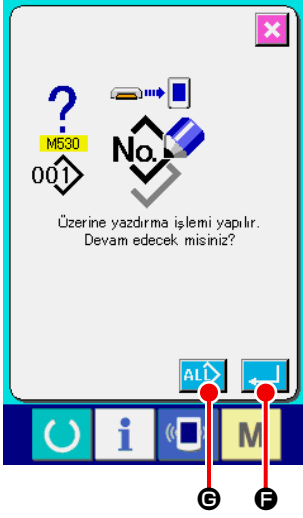 ?
M530
No.
001
Üzerine yazdırma işlemi yapılır.
Devam edecek misiniz?
ALL
i
M
G
F